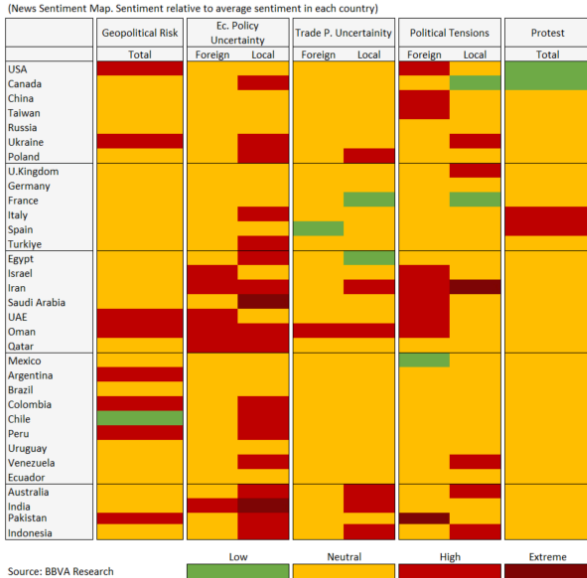 (News Sentiment Map. Sentiment relative to average sentiment in each country)
Geopolitical Risk Ec. Policy Uncertainty Trade P. Uncertainity Political Tensions Protest
Total Foreign Local Foreign Local Foreign Local Total
USA
Canada
China
Taiwan
Russia
Ukraine
Poland
U.Kingdom
Germany
France
Italy
Spain
Turkiye
Egypt
Israel
Iran
Saudi Arabia
UAE
Oman
Qatar
Mexico
Argentina
Brazil
Colombia
Chile
Peru
Uruguay
Venezuela
Ecuador
Australia
India
Pakistan
Indonesia
Low Neutral High Extreme
Source: BBVA Research